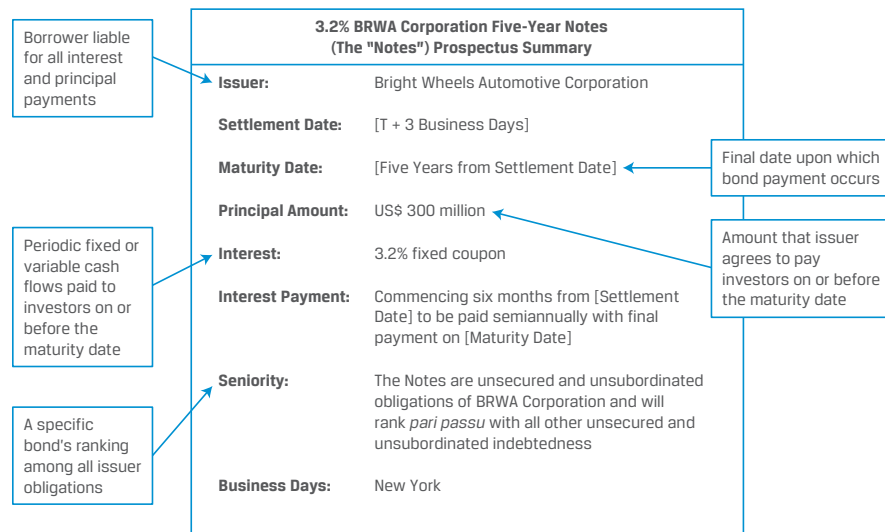 3.2% BRWA Corporation Five-Year Notes
(The "Notes") Prospectus Summary
Borrower liable
for all interest
and principal
payments
Issuer: Bright Wheels Automotive Corporation
Settlement Date: [T + 3 Business Days]
Maturity Date: [Five Years from Settlement Date]
Final date upon which
bond payment occurs
Principal Amount: US$ 300 million
Amount that issuer
agrees to pay
investors on or before
the maturity date
Periodic fixed or
variable cash
flows paid to
investors on or
before the
maturity date
Interest: 3.2% fixed coupon
Interest Payment: Commencing six months from [Settlement
Date] to be paid semiannually with final
payment on [Maturity Date]
Seniority: The Notes are unsecured and unsubordinated
obligations of BRWA Corporation and will
rank pari passu with all other unsecured and
unsubordinated indebtedness
A specific
bond's ranking
among all issuer
obligations
Business Days: New York